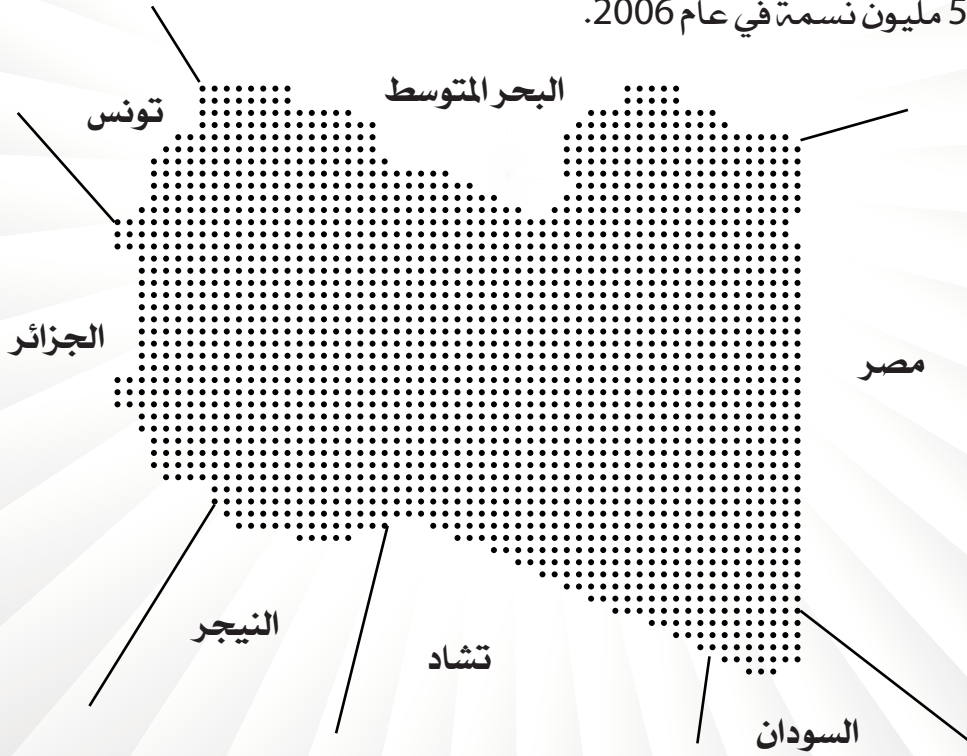 5 مليون نسمة في عام 2006.
البحر المتوسط
تونس
الجزائر
مصر
النيجر
تشاد
السودان